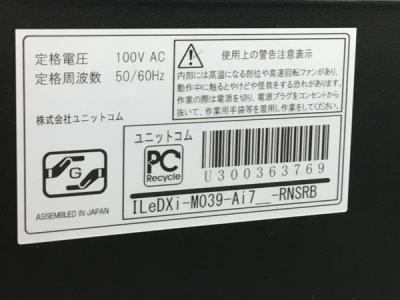 定格電圧 100V AC
定格周波数 50/60Hz
株式会社ユニットコム
G
ASSEMBLED IN JAPAN
使用上の警告注意表示
内部には高温になる部位や高速回転ファンがあり、
動作中に触るとやけどや怪我をする恐れがあります。
作業の際は電源を切り、電源プラグをコンセントから
抜いて、作業用手袋等を着用し作業してください。
ユニットコム
PC
Recycle
U300363769
ILeDXi-M039-Ai7__-RNSRB